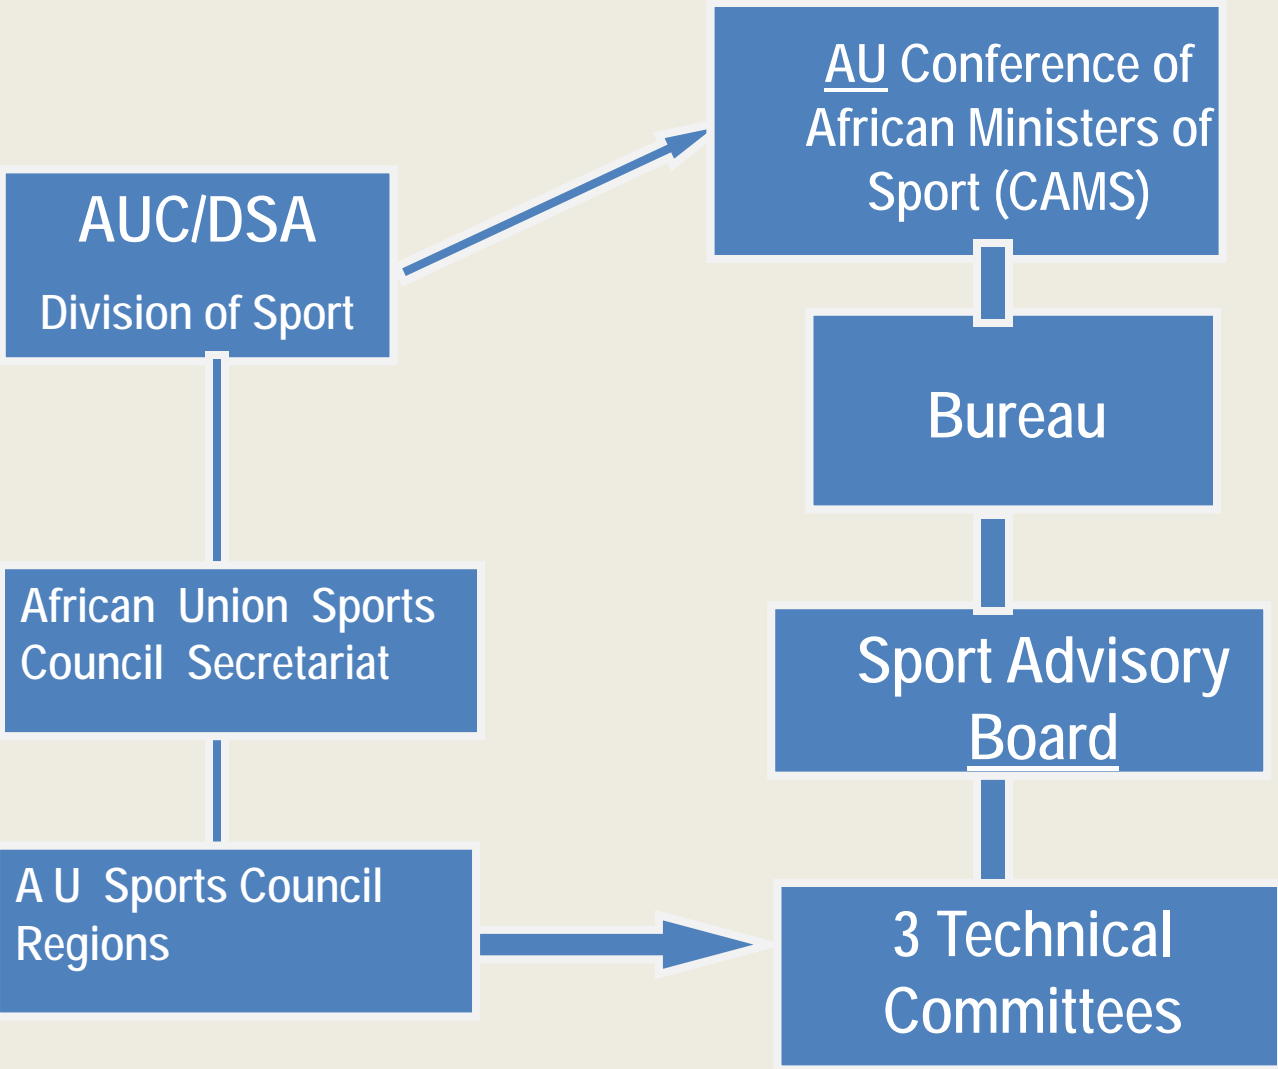 AU Conference of
African Ministers of
Sport (CAMS)
AUC/DSA
Division of Sport
Bureau
African Union Sports
Council Secretariat
Sport Advisory
Board
A U Sports Council
Regions
3 Technical
Committees